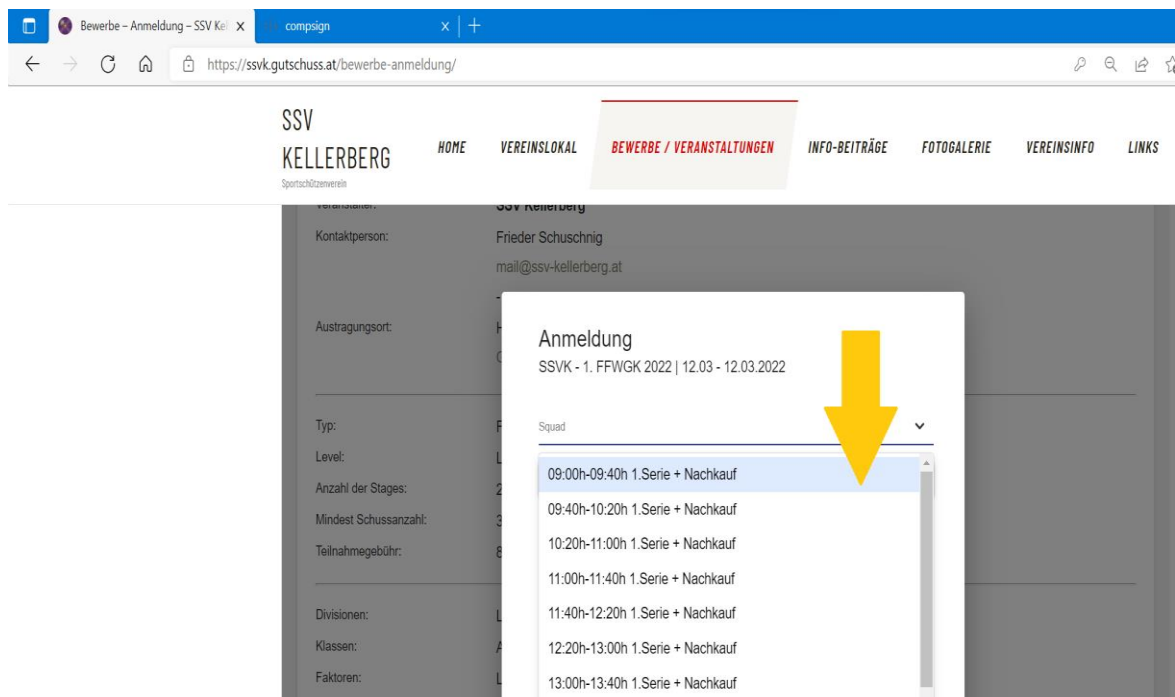 Bewerbe – Anmeldung – SSV Kel
compsign
https://ssvk.gutschuss.at/bewerbe-anmeldung/
SSV
KELLERBERG
Sportschützenverein
HOME
VEREINSLOKAL
BEWERBE / VERANSTALTUNGEN
INFO-BEITRÄGE
FOTOGALERIE
VEREINSINFO
LINKS
Veranstalter:
SSV Kellerberg
Kontaktperson:
Frieder Schuschnig
mail@ssv-kellerberg.at
-
Austragungsort:
Anmeldung
SSVK - 1. FFWGK 2022 | 12.03 - 12.03.2022
Typ:
Squad
Level:
Anzahl der Stages:
Mindest Schussanzahl:
Teilnahmegebühr:
09:00h-09:40h 1.Serie + Nachkauf
09:40h-10:20h 1.Serie + Nachkauf
10:20h-11:00h 1.Serie + Nachkauf
11:00h-11:40h 1.Serie + Nachkauf
11:40h-12:20h 1.Serie + Nachkauf
12:20h-13:00h 1.Serie + Nachkauf
13:00h-13:40h 1.Serie + Nachkauf
Divisionen:
Klassen:
Faktoren: